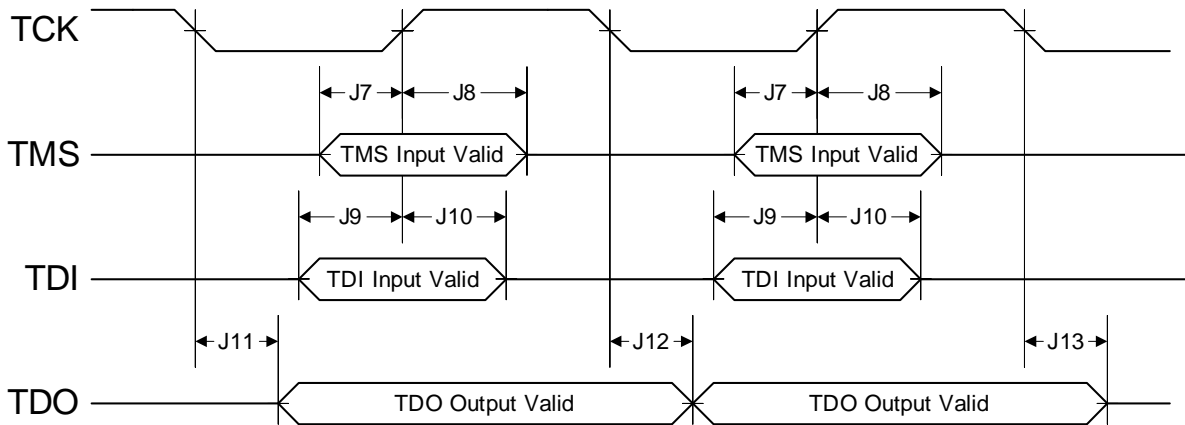 TCK
J7 J8 J7 J8
TMS TMS Input Valid TMS Input Valid
J9 J10 J9 J10
TDI TDI Input Valid TDI Input Valid
J11 J12 J13
TDO TDO Output Valid TDO Output Valid